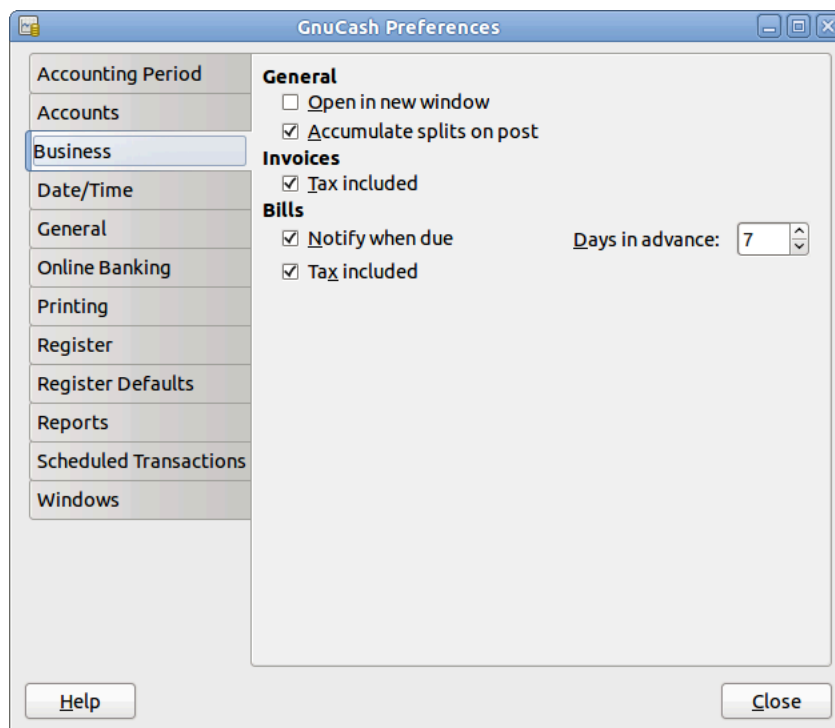 GnuCash Preferences
Accounting Period
Accounts
Business
Date/Time
General
Online Banking
Printing
Register
Register Defaults
Reports
Scheduled Transactions
Windows
General
Open in new window
Accumulate splits on post
Invoices
Tax included
Bills
Notify when due Days in advance: 7
Tax included
Help Close